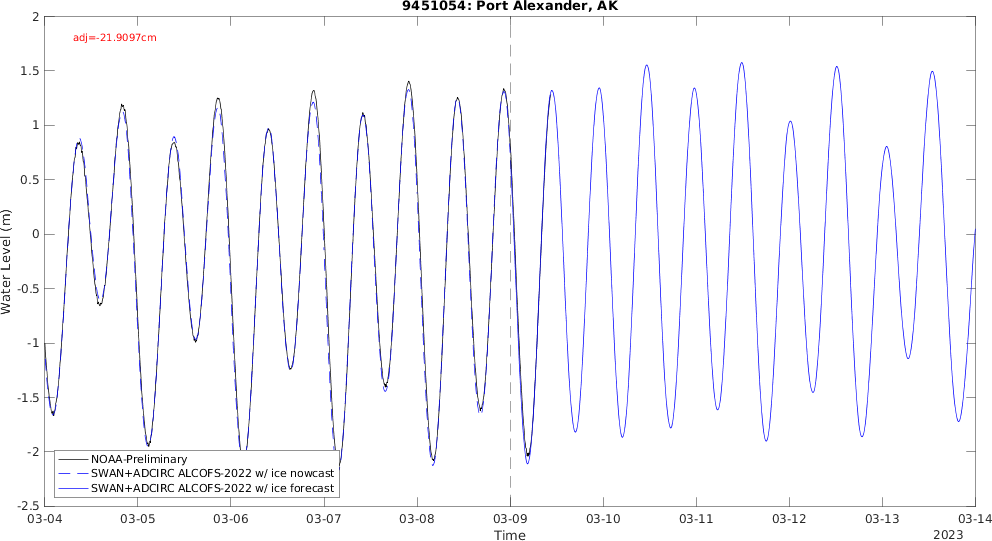 9451054: Port Alexander, AK
adj=-21.9097cm
Water Level (m)
2
1.5
1
0.5
0
-0.5
-1
-1.5
-2
-2.5
NOAA-Preliminary
SWAN+ADCIRC ALCOFS-2022 w/ ice nowcast
SWAN+ADCIRC ALCOFS-2022 w/ ice forecast
03-04 03-05 03-06 03-07 03-08 03-09 03-10 03-11 03-12 03-13 03-14
Time
2023